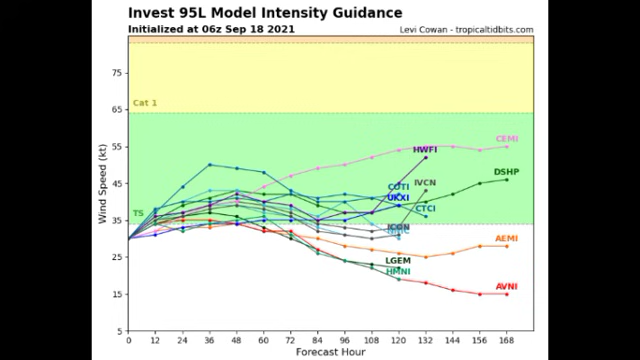 Invest 95L Model Intensity Guidance
Initialized at 06z Sep 18 2021
Levi Cowan - tropicaltidbits.com
Wind Speed (kt)
75
65
55
45
35
25
15
5
Cat 1
TS
CEMI
HWFI
DSHP
IVCN
COTI
UKXI
CTCI
ICON
AEMI
LGEM
HMNI
AVNI
0 12 24 36 48 60 72 84 96 108 120 132 144 156 168
Forecast Hour